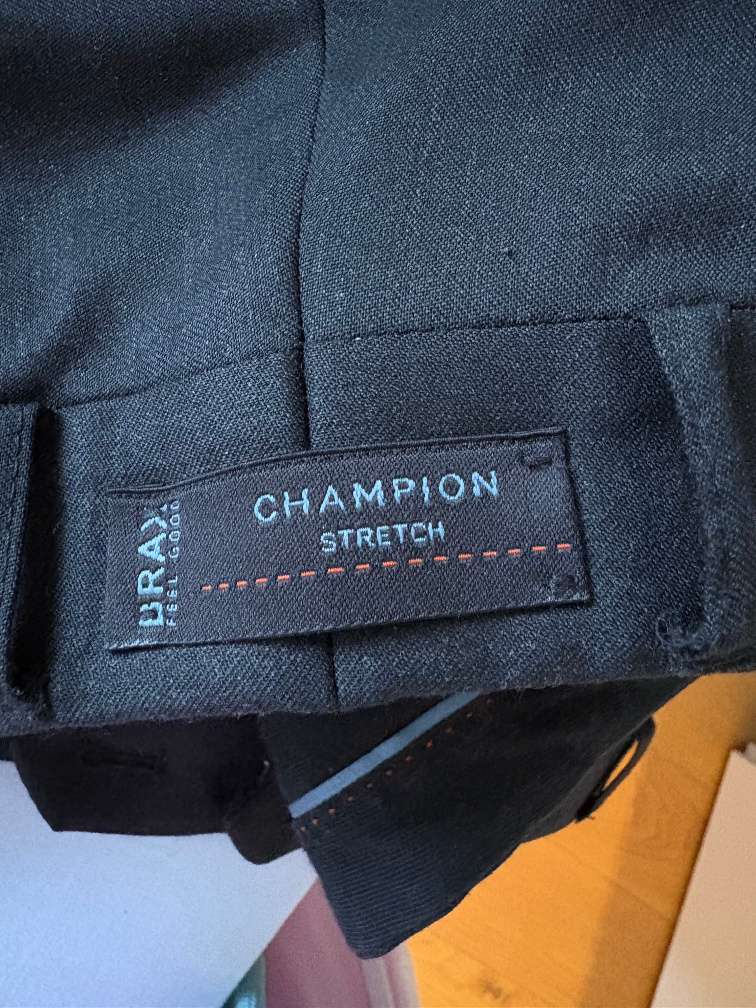 CHAMPION
STRETCH
BRAX
FEEL GOOD